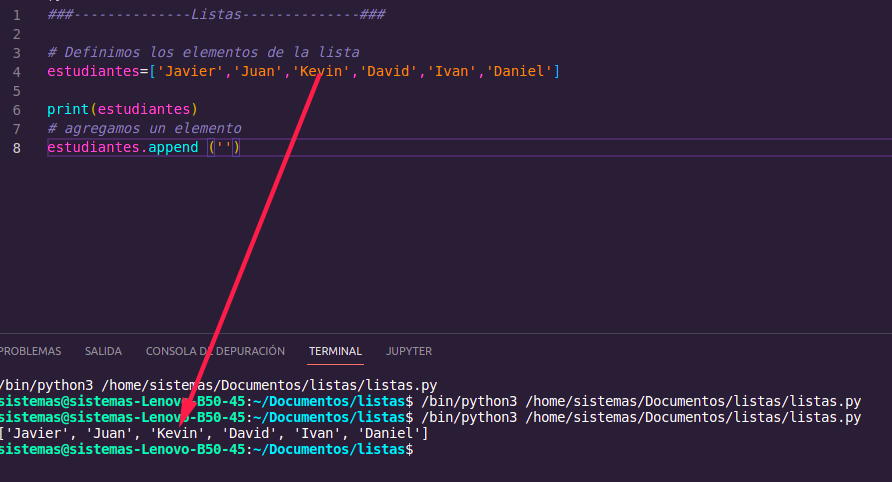 1 ###--------------Listas--------------###
2
3 # Definimos los elementos de la lista
4 estudiantes=['Javier','Juan','Kevin','David','Ivan','Daniel']
5
6 print(estudiantes)
7 # agregamos un elemento
8 estudiantes.append ('')
PROBLEMAS SALIDA CONSOLA DE DEPURACIÓN TERMINAL JUPYTER
/bin/python3 /home/sistemas/Documentos/listas/listas.py
sistemas@sistemas-Lenovo-B50-45:~/Documentos/listas$ /bin/python3 /home/sistemas/Documentos/listas/listas.py
sistemas@sistemas-Lenovo-B50-45:~/Documentos/listas$ /bin/python3 /home/sistemas/Documentos/listas/listas.py
['Javier', 'Juan', 'Kevin', 'David', 'Ivan', 'Daniel']
sistemas@sistemas-Lenovo-B50-45:~/Documentos/listas$